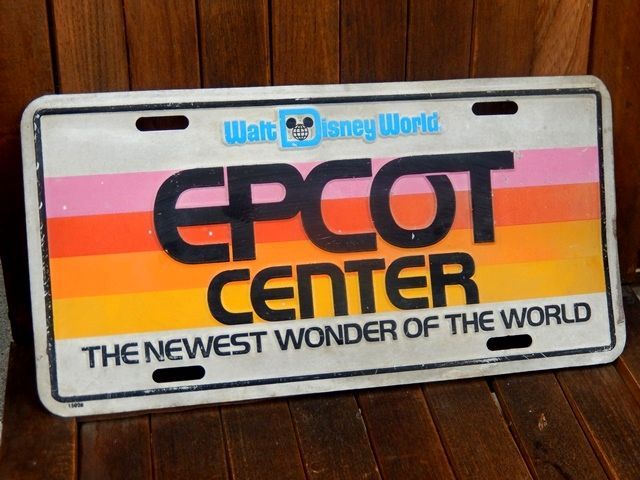 Walt Disney World
EPCOT
CENTER
THE NEWEST WONDER OF THE WORLD